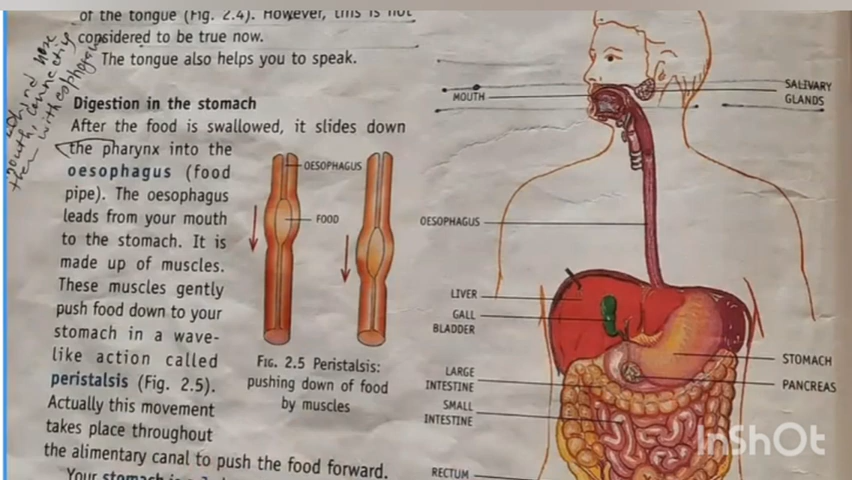 of the tongue (Fig. 2.4). However, this is not
considered to be true now.
The tongue also helps you to speak.
Digestion in the stomach
After the food is swallowed, it slides down
the pharynx into the
oesophagus (food
pipe). The oesophagus
leads from your mouth
to the stomach. It is
made up of muscles.
These muscles gently
push food down to your
stomach in a wave-
like action called
peristalsis (Fig. 2.5).
Actually this movement
takes place throughout
the alimentary canal to push the food forward.
Your stomach is a
OESOPHAGUS
FOOD
FIG. 2.5 Peristalsis:
pushing down of food
by muscles
MOUTH
SALIVARY
GLANDS
OESOPHAGUS
LIVER
GALL
BLADDER
STOMACH
PANCREAS
LARGE
INTESTINE
SMALL
INTESTINE
RECTUM
InShOt